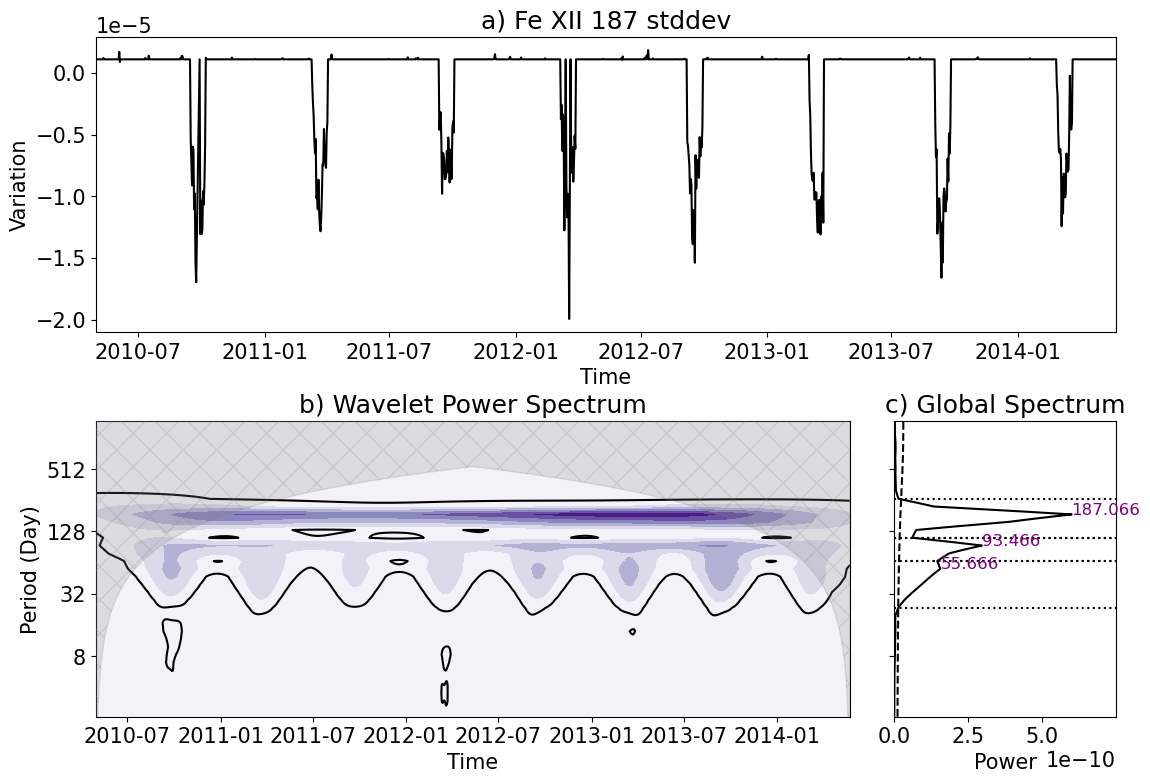 a) Fe XII 187 stddev
1e−5
0.0
−0.5
−1.0
−1.5
−2.0
Variation
2010-07 2011-01 2011-07 2012-01 2012-07 2013-01 2013-07 2014-01
Time
b) Wavelet Power Spectrum
512
128
32
8
Period (Day)
2010-07 2011-01 2011-07 2012-01 2012-07 2013-01 2013-07 2014-01
Time
c) Global Spectrum
187.066
93.466
55.666
0.0 2.5 5.0
Power 1e−10